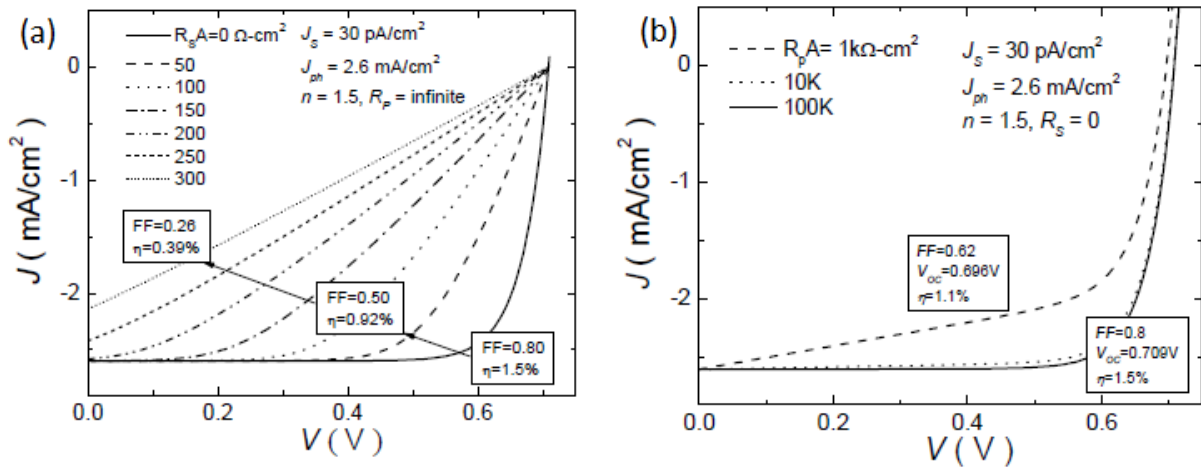 (a)
R_SA=0 Ω-cm²
50
100
150
200
250
300
J_S = 30 pA/cm²
J_ph = 2.6 mA/cm²
n = 1.5, R_P = infinite
FF=0.26
η=0.39%
FF=0.50
η=0.92%
FF=0.80
η=1.5%
0
-1
-2
J ( mA/cm²)
0.0
0.2
0.4
0.6
V ( V )
(b)
R_pA= 1kΩ-cm²
10K
100K
J_S = 30 pA/cm²
J_ph = 2.6 mA/cm²
n = 1.5, R_S = 0
FF=0.62
V_OC=0.696V
η=1.1%
FF=0.8
V_OC=0.709V
η=1.5%
0
-1
-2
J ( mA/cm²)
0.0
0.2
0.4
0.6
V ( V )